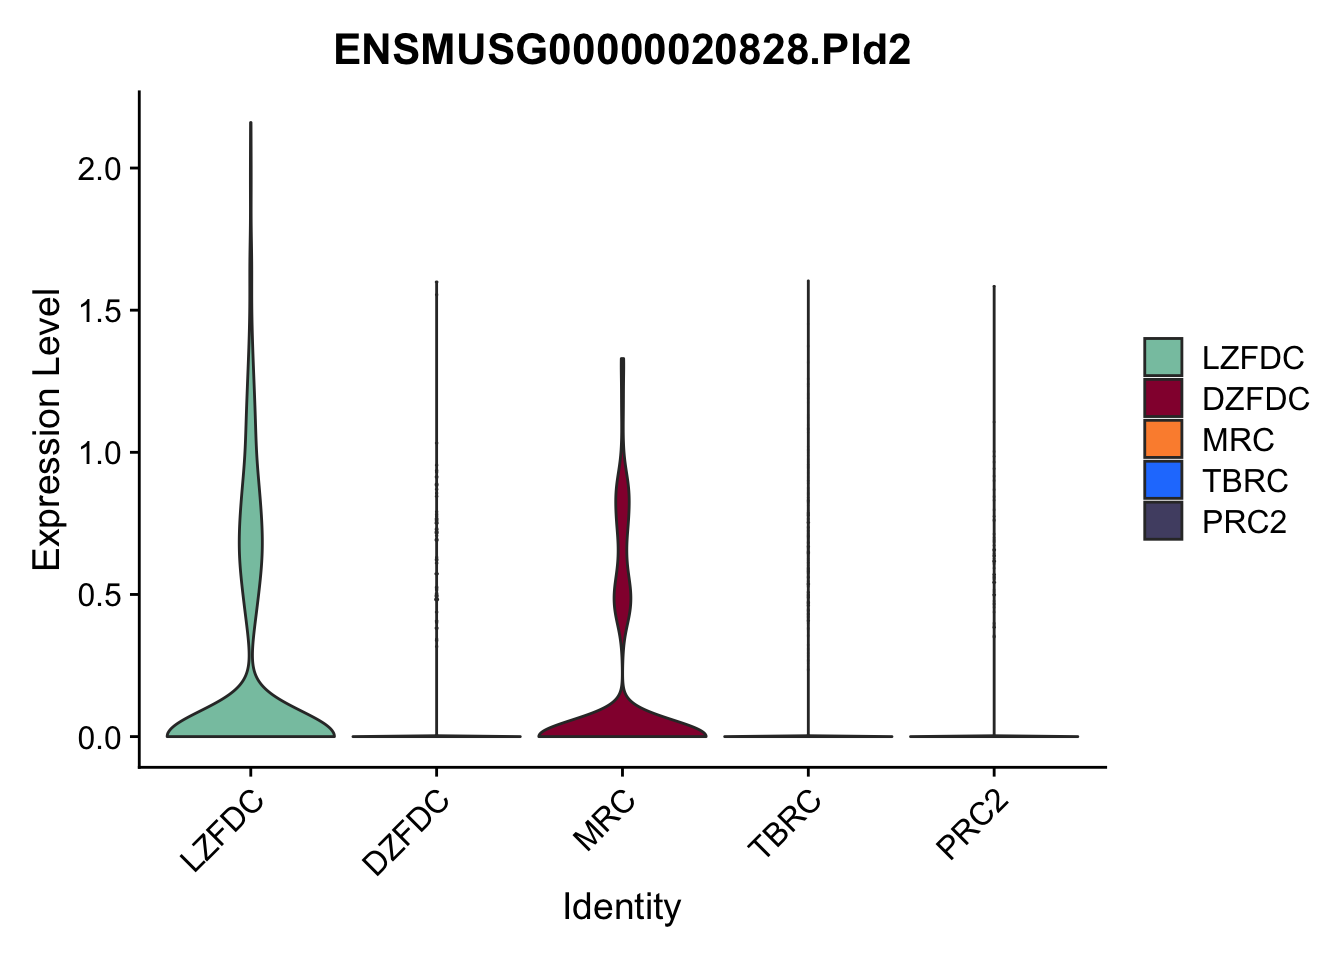 ENSMUSG00000020828.Pld2
Expression Level
2.0
1.5
1.0
0.5
0.0
LZFDC
DZFDC
MRC
TBRC
PRC2
Identity
LZFDC
DZFDC
MRC
TBRC
PRC2